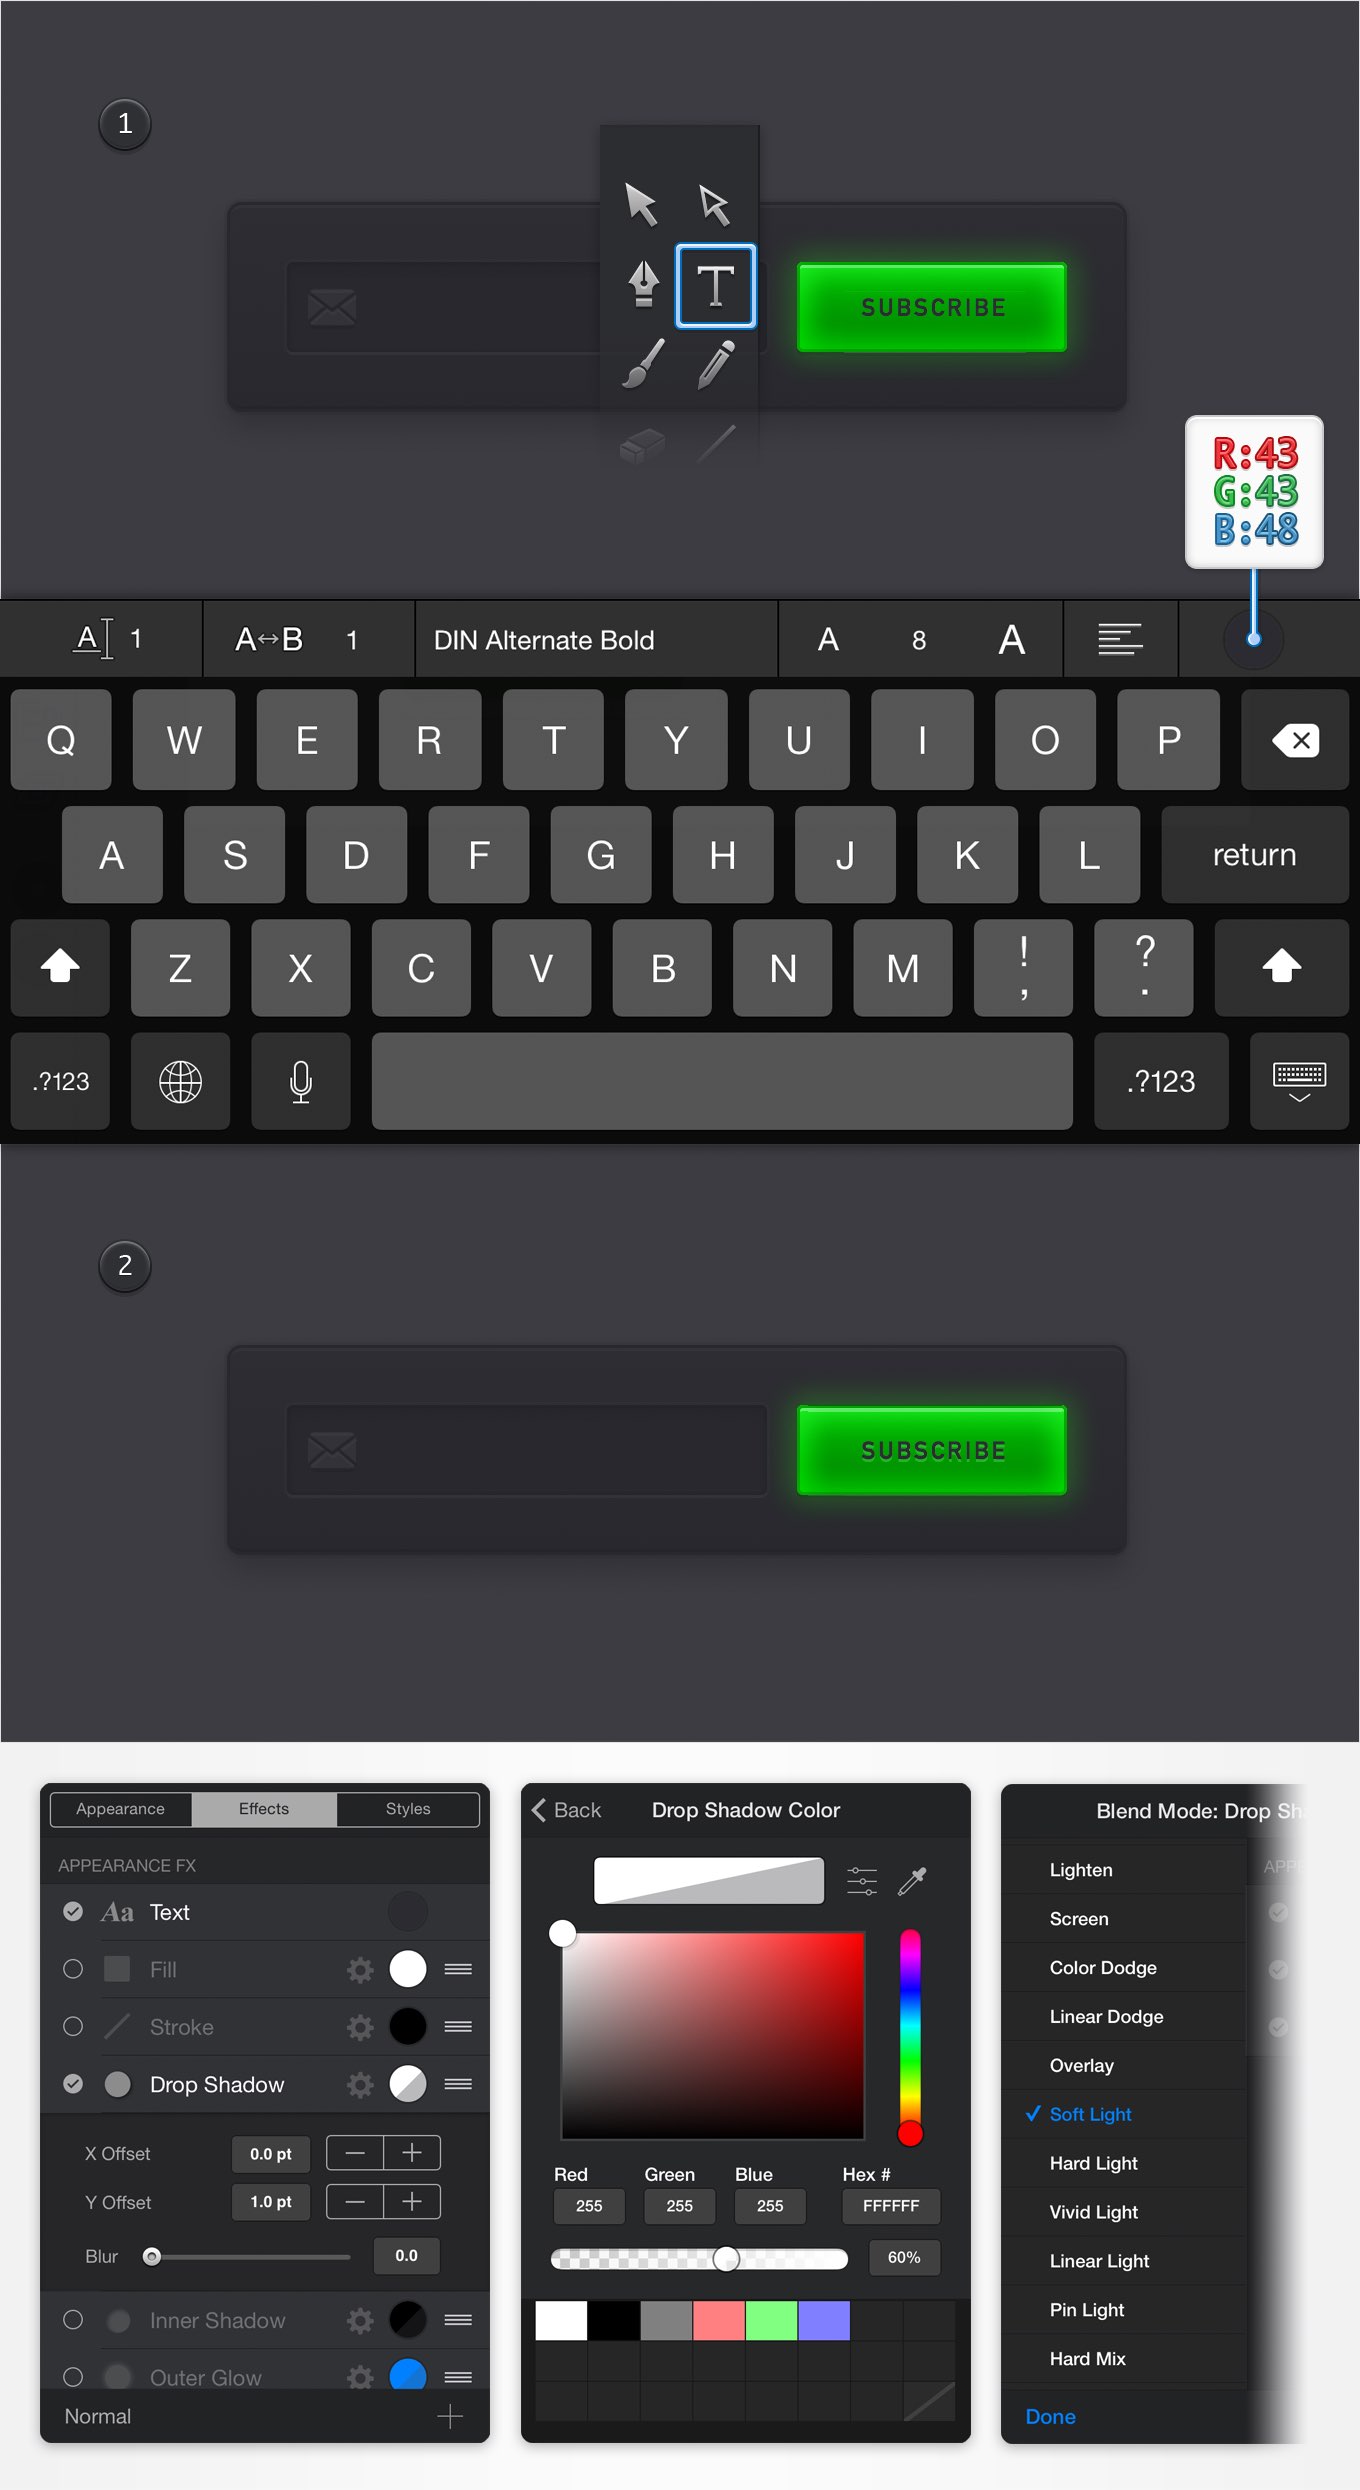 1
SUBSCRIBE
R:43
G:43
B:48
A 1
A↔B 1
DIN Alternate Bold
A 8 A
Q W E R T Y U I O P
A S D F G H J K L return
Z X C V B N M ! , ? .
.?123 .?123
2
SUBSCRIBE
Appearance Effects Styles
APPEARANCE FX
Aa Text
Fill
Stroke
Drop Shadow
X Offset 0.0 pt
Y Offset 1.0 pt
Blur 0.0
Inner Shadow
Outer Glow
Normal
Back Drop Shadow Color
Red Green Blue Hex #
255 255 255 FFFFFF
60%
Blend Mode: Drop Sh
APPE
Lighten
Screen
Color Dodge
Linear Dodge
Overlay
Soft Light
Hard Light
Vivid Light
Linear Light
Pin Light
Hard Mix
Done